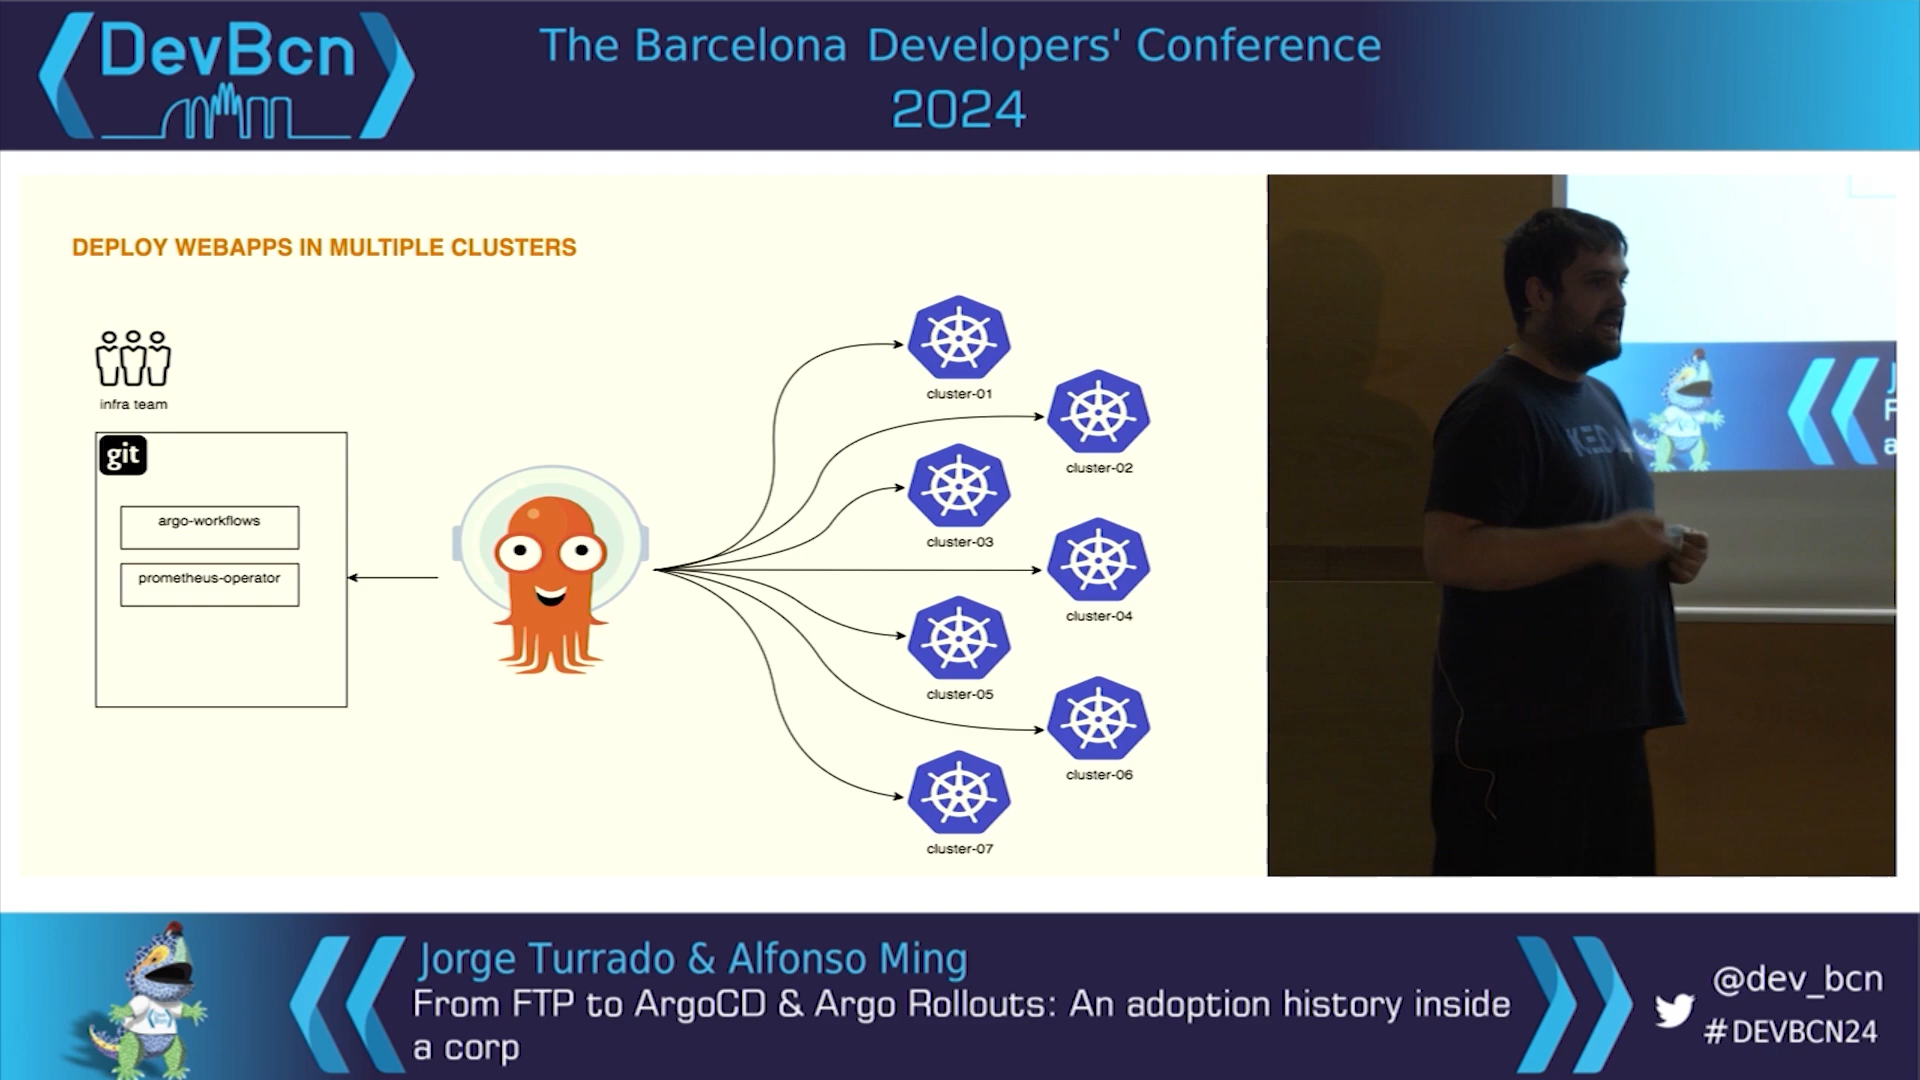 DevBcn
The Barcelona Developers' Conference
2024
DEPLOY WEBAPPS IN MULTIPLE CLUSTERS
infra team
git
argo-workflows
prometheus-operator
cluster-01
cluster-02
cluster-03
cluster-04
cluster-05
cluster-06
cluster-07
Jorge Turrado & Alfonso Ming
From FTP to ArgoCD & Argo Rollouts: An adoption history inside
a corp
@dev_bcn
#DEVBCN24